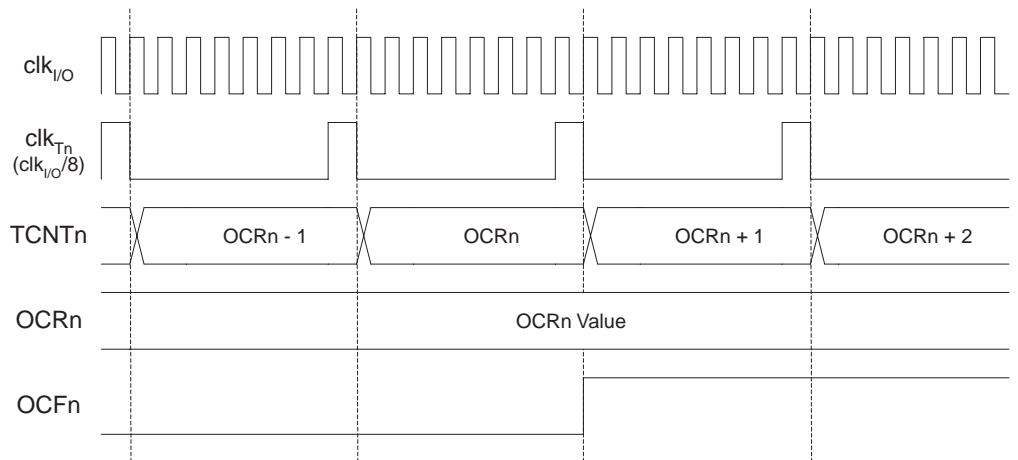 clkI/O
clkTn
(clkI/O/8)
TCNTn
OCRn - 1
OCRn
OCRn + 1
OCRn + 2
OCRn
OCRn Value
OCFn